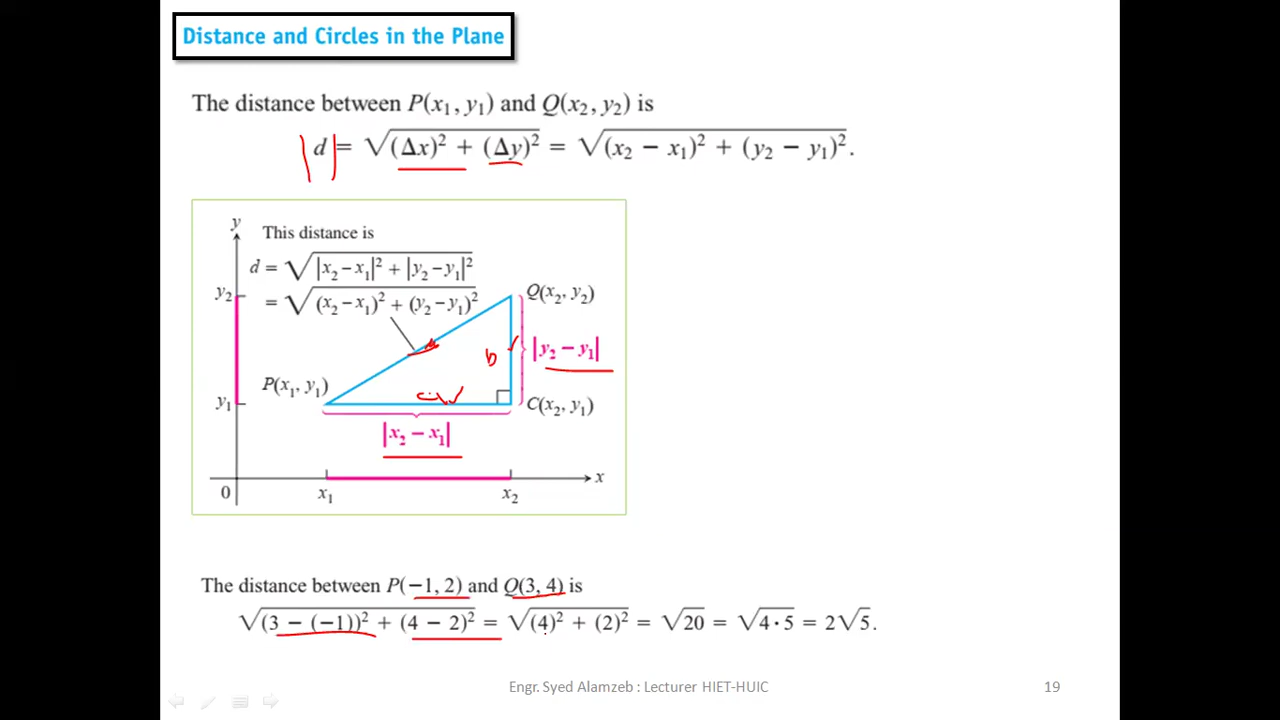 Distance and Circles in the Plane
The distance between P(x₁, y₁) and Q(x₂, y₂) is
d = √(Δx)² + (Δy)² = √(x₂ − x₁)² + (y₂ − y₁)².
y
This distance is
d = √|x₂−x₁|² + |y₂−y₁|²
= √(x₂−x₁)² + (y₂−y₁)²
y₂
Q(x₂, y₂)
b
|y₂ − y₁|
P(x₁, y₁)
y₁
C(x₂, y₁)
|x₂ − x₁|
x
0
x₁
x₂
The distance between P(−1, 2) and Q(3, 4) is
√(3 − (−1))² + (4 − 2)² = √(4)² + (2)² = √20 = √4·5 = 2√5.
Engr. Syed Alamzeb : Lecturer HIET-HUIC
19